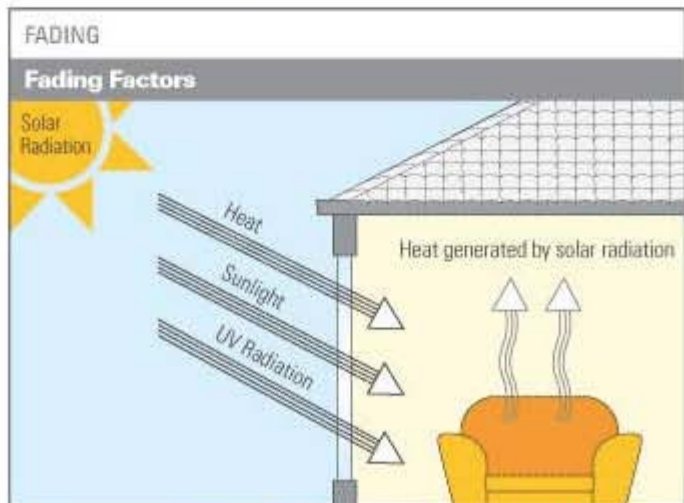 FADING
Fading Factors
Solar
Radiation
Heat
Sunlight
UV Radiation
Heat generated by solar radiation